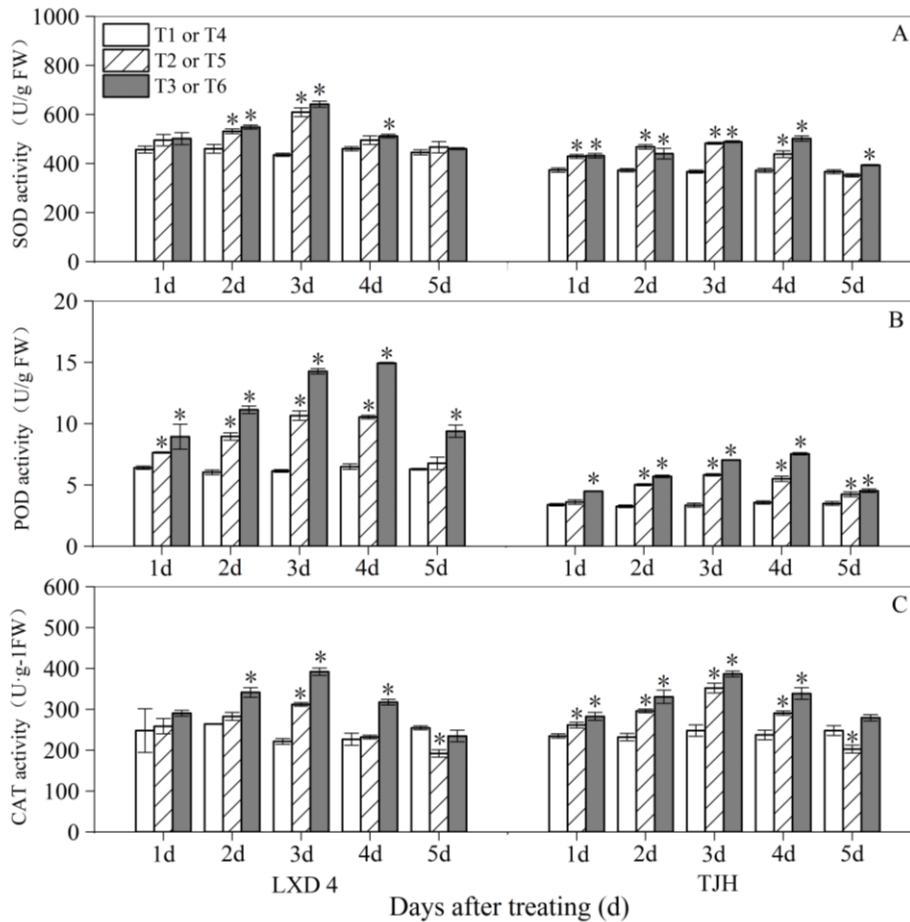 1000
800
600
400
200
0
SOD activity（U/g FW）
T1 or T4
T2 or T5
T3 or T6
A
* * * * * * * * * * * * * *
1d 2d 3d 4d 5d 1d 2d 3d 4d 5d
20
15
10
5
0
POD activity（U/g FW）
B
* * * * * * * * * * * * * * * * * *
1d 2d 3d 4d 5d 1d 2d 3d 4d 5d
600
500
400
300
200
100
0
CAT activity（U·g-1FW）
C
* * * * * * * * * * * * * *
1d 2d 3d 4d 5d 1d 2d 3d 4d 5d
LXD 4 TJH
Days after treating (d)